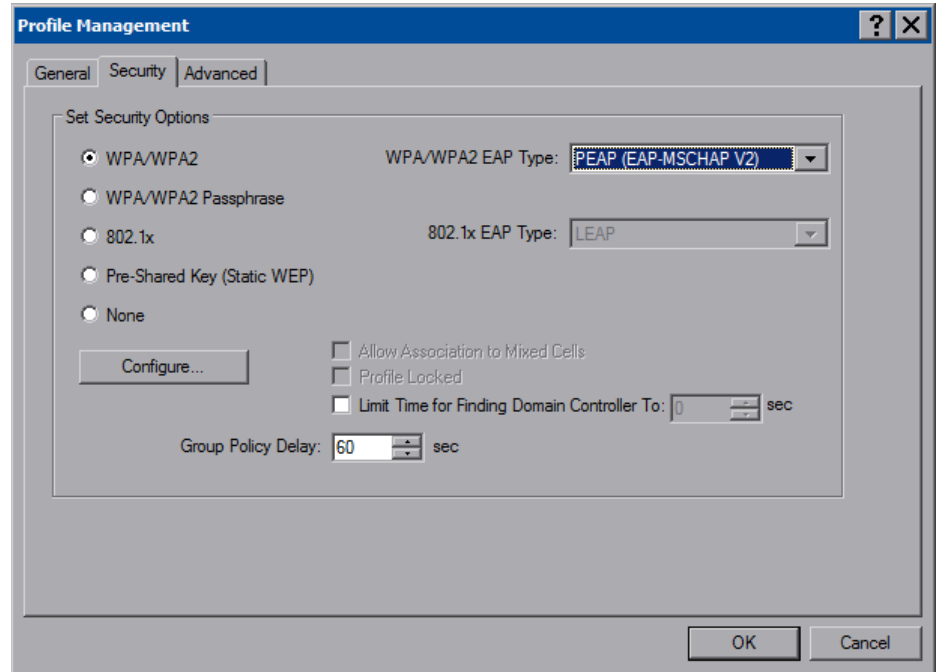 Profile Management
General Security Advanced
Set Security Options
WPA/WPA2 WPA/WPA2 EAP Type: PEAP (EAP-MSCHAP V2)
WPA/WPA2 Passphrase
802.1x 802.1x EAP Type: LEAP
Pre-Shared Key (Static WEP)
None
Allow Association to Mixed Cells
Configure...
Profile Locked
Limit Time for Finding Domain Controller To: 0 sec
Group Policy Delay: 60 sec
OK Cancel